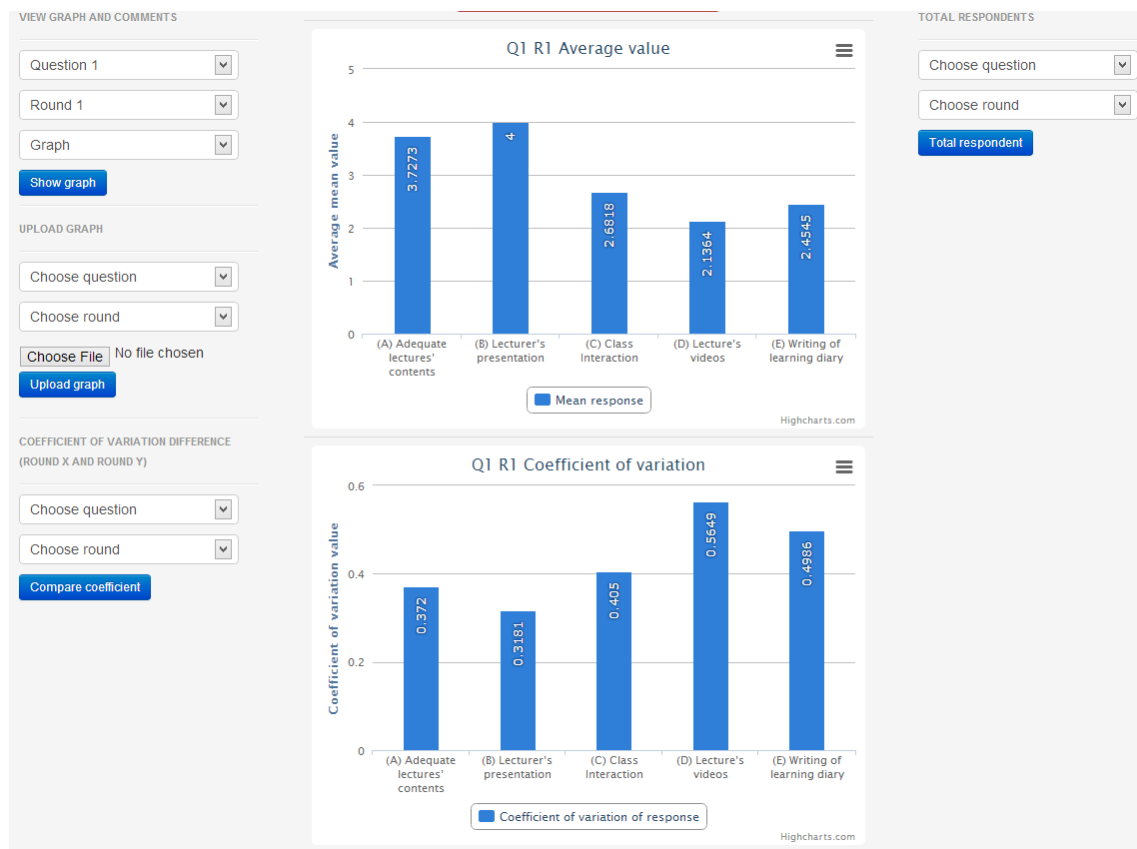 VIEW GRAPH AND COMMENTS
Question 1
Round 1
Graph
Show graph
UPLOAD GRAPH
Choose question
Choose round
Choose File No file chosen
Upload graph
COEFFICIENT OF VARIATION DIFFERENCE
(ROUND X AND ROUND Y)
Choose question
Choose round
Compare coefficient
Q1 R1 Average value
Average mean value
5
4
3
2
1
0
3.7273
4
2.6818
2.1364
2.4545
(A) Adequate
lectures'
contents
(B) Lecturer's
presentation
(C) Class
Interaction
(D) Lecture's
videos
(E) Writing of
learning diary
Mean response
Highcharts.com
Q1 R1 Coefficient of variation
Coefficient of variation value
0.6
0.4
0.2
0
0.372
0.3181
0.405
0.5649
0.4986
(A) Adequate
lectures'
contents
(B) Lecturer's
presentation
(C) Class
Interaction
(D) Lecture's
videos
(E) Writing of
learning diary
Coefficient of variation of response
Highcharts.com
TOTAL RESPONDENTS
Choose question
Choose round
Total respondent